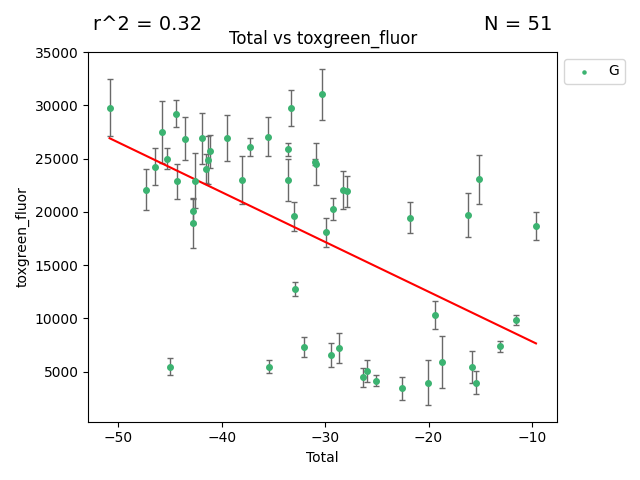 r^2 = 0.32
N = 51
Total vs toxgreen_fluor
G
35000
30000
25000
20000
15000
10000
5000
toxgreen_fluor
−50
−40
−30
−20
−10
Total